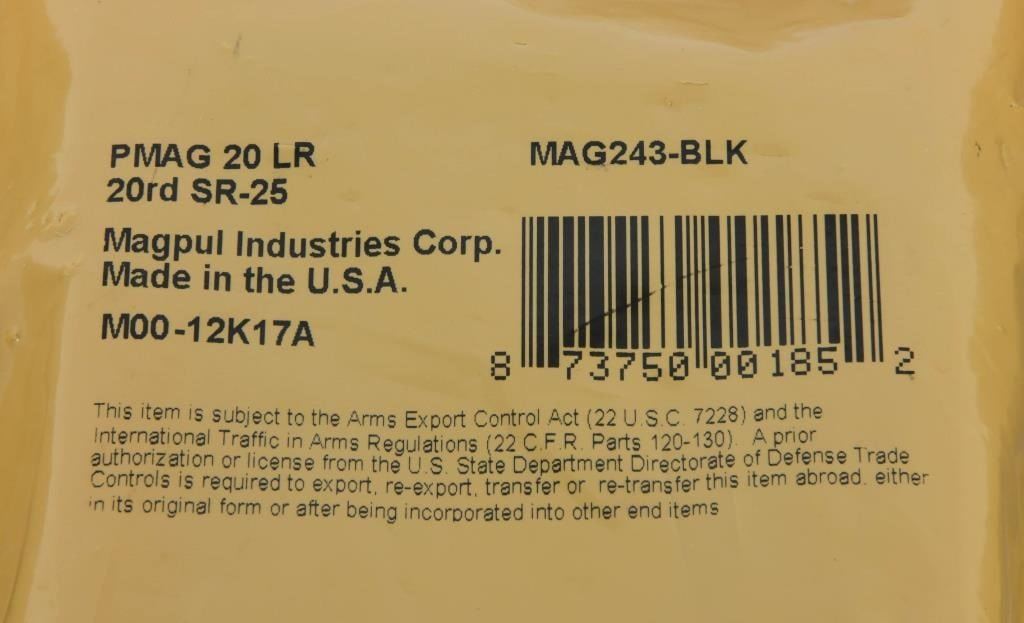 PMAG 20 LR
20rd SR-25
MAG243-BLK
Magpul Industries Corp.
Made in the U.S.A.
M00-12K17A
8 73750 00185 2
This item is subject to the Arms Export Control Act (22 U.S.C. 7228) and the
International Traffic in Arms Regulations (22 C.F.R. Parts 120-130). A prior
authorization or license from the U.S. State Department Directorate of Defense Trade
Controls is required to export, re-export, transfer or re-transfer this item abroad. either
in its original form or after being incorporated into other end items